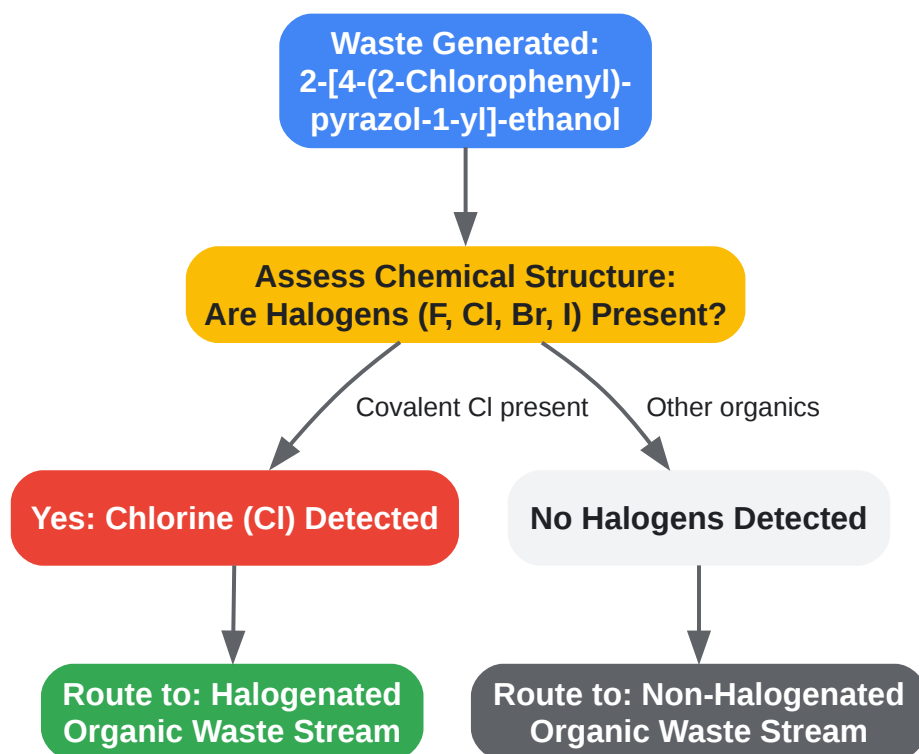 Waste Generated:
2-[4-(2-Chlorophenyl)-
pyrazol-1-yl]-ethanol
Assess Chemical Structure:
Are Halogens (F, Cl, Br, I) Present?
Covalent Cl present
Other organics
Yes: Chlorine (Cl) Detected
No Halogens Detected
Route to: Halogenated
Organic Waste Stream
Route to: Non-Halogenated
Organic Waste Stream